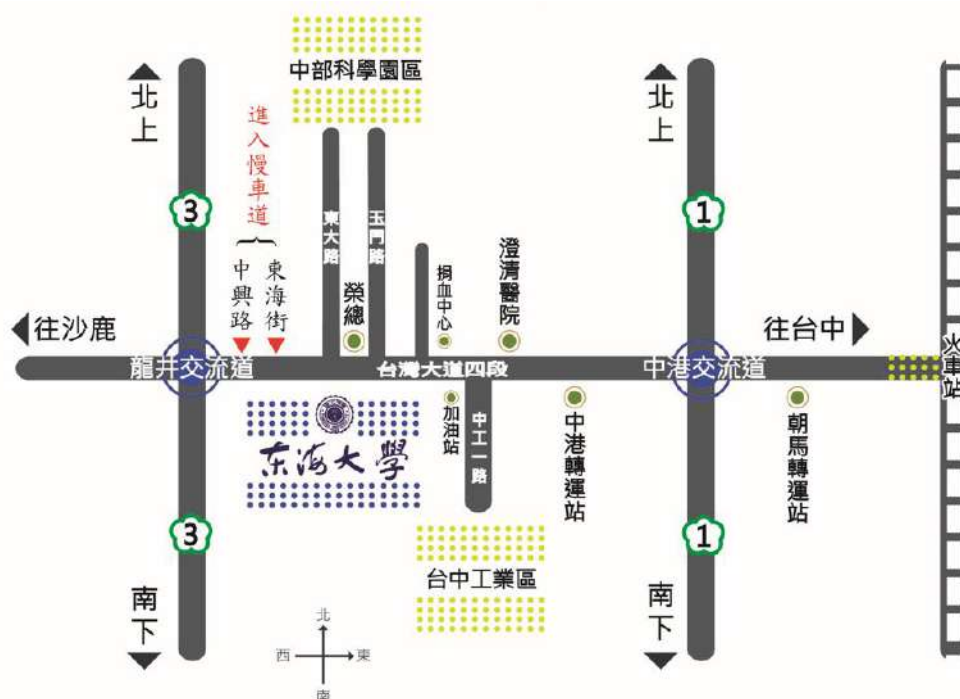 中部科學園區
北上
北上
進入慢車道
3
1
東大路
玉門路
中興路
東海街
榮總
捐血中心
澄清醫院
往沙鹿
往台中
龍井交流道
台灣大道四段
中港交流道
火車站
东海大學
加油站
中工一路
中港轉運站
朝馬轉運站
3
1
台中工業區
南下
南下
北
西
東
南